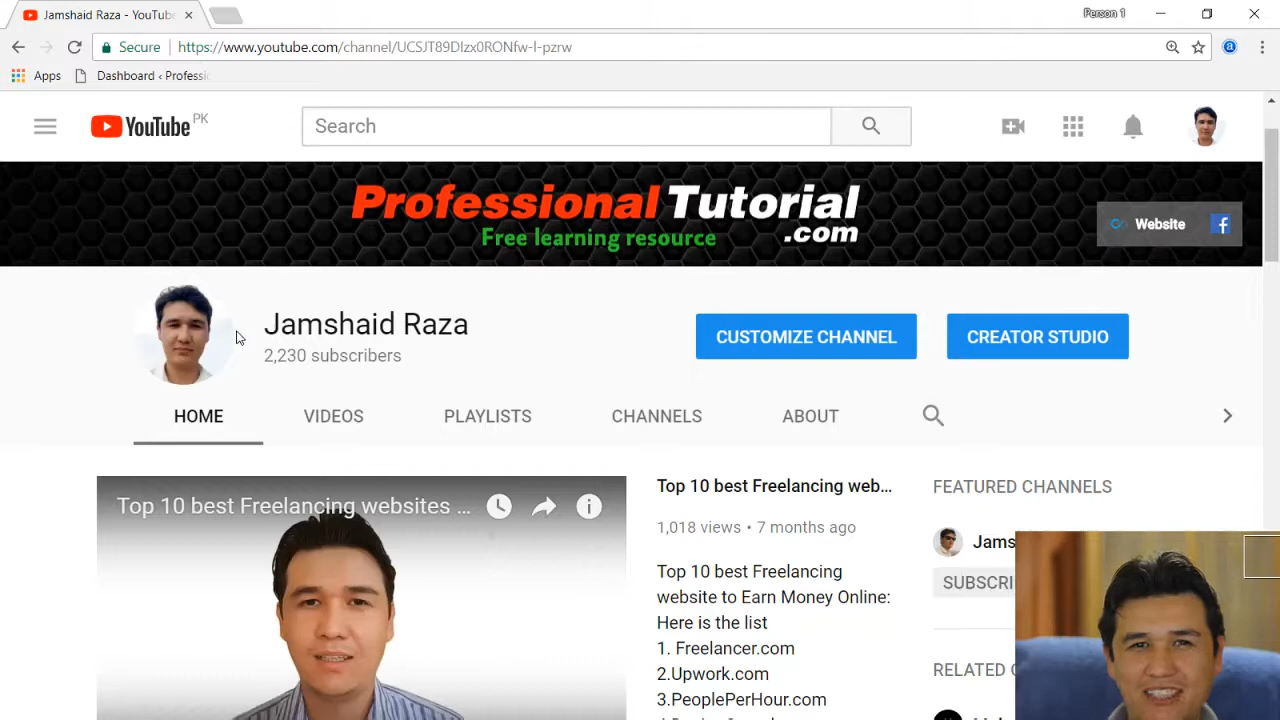 Jamshaid Raza - YouTube
Person 1
Secure
https://www.youtube.com/channel/UCSJT89DIzx0RONfw-l-pzrw
Apps
Dashboard ‹ Professio
YouTube PK
Search
ProfessionalTutorial
.com
Free learning resource
Website
Jamshaid Raza
2,230 subscribers
CUSTOMIZE CHANNEL
CREATOR STUDIO
HOME
VIDEOS
PLAYLISTS
CHANNELS
ABOUT
Top 10 best Freelancing websites ...
Top 10 best Freelancing web...
1,018 views • 7 months ago
Top 10 best Freelancing
website to Earn Money Online:
Here is the list
1. Freelancer.com
2.Upwork.com
3.PeoplePerHour.com
FEATURED CHANNELS
Jams
SUBSCRI
RELATED C